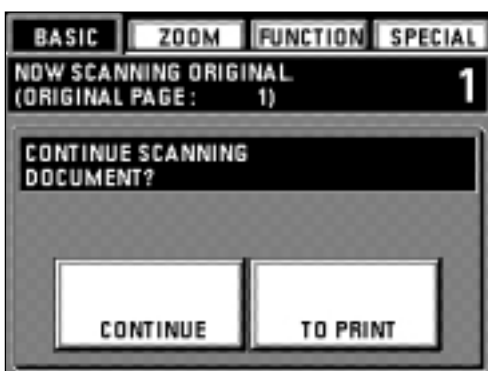 BASIC ZOOM FUNCTION SPECIAL
NOW SCANNING ORIGINAL.
(ORIGINAL PAGE : 1) 1
CONTINUE SCANNING
DOCUMENT?
CONTINUE TO PRINT